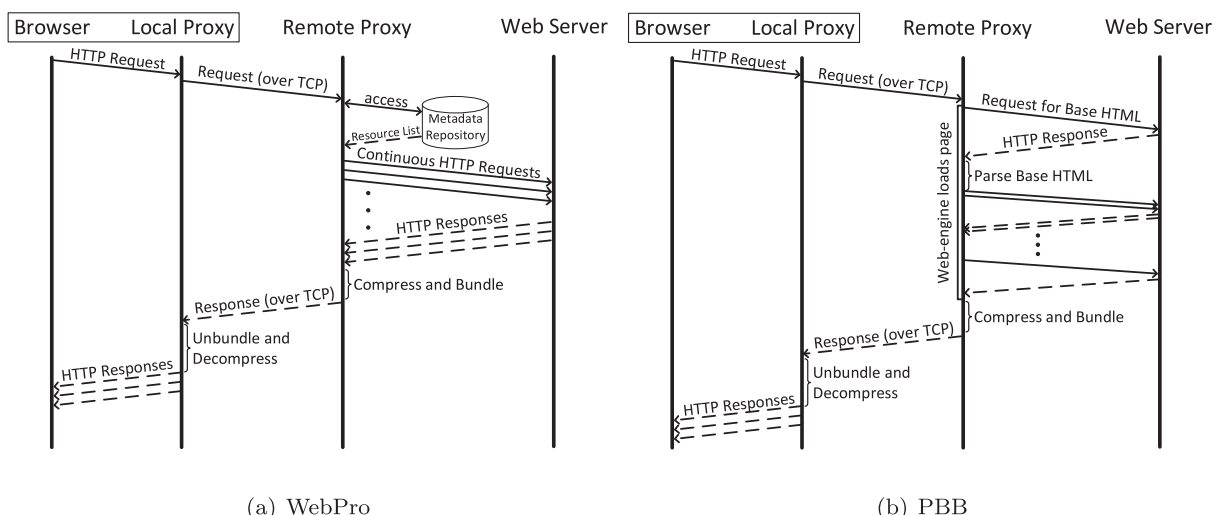 Browser Local Proxy Remote Proxy Web Server
HTTP Request
Request (over TCP)
access
Metadata
Repository
Resource List
Continuous HTTP Requests
HTTP Responses
Compress and Bundle
Response (over TCP)
Unbundle and
Decompress
HTTP Responses
(a) WebPro
Browser Local Proxy Remote Proxy Web Server
HTTP Request
Request (over TCP)
Request for Base HTML
HTTP Response
Parse Base HTML
Web-engine loads page
Compress and Bundle
Response (over TCP)
Unbundle and
Decompress
HTTP Responses
(b) PBB